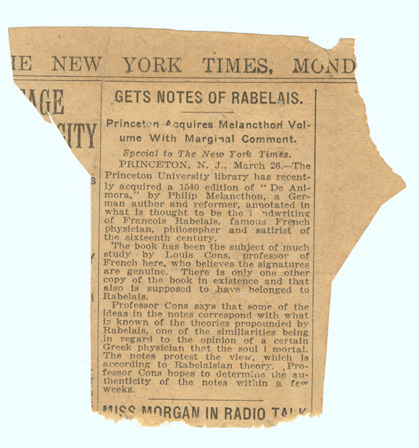 THE NEW YORK TIMES, MOND
AGE
CITY
GETS NOTES OF RABELAIS.
Princeton Acquires Melancthon Vol-
ume With Marginal Comment.
Special to The New York Times.
PRINCETON, N. J., March 26.—The
Princeton University library has recent-
ly acquired a 1540 edition of "De Ani-
mora," by Philip Melancthon, a Ger-
man author and reformer, annotated in
what is thought to be the ndwriting
of Francois Rabelais, famous French
physician, philosopher and satirist of
the sixteenth century.
The book has been the subject of much
study by Louis Cons, professor of
French here, who believes the signatures
are genuine. There is only one other
copy of the book in existence and that
also is supposed to have belonged to
Rabelais.
Professor Cons says that some of the
ideas in the notes correspond with what
is known of the theories propounded by
Rabelais, one of the similarities being
in regard to the opinion of a certain
Greek physician that the soul i mortal.
The notes protest the view, which is
according to Rabelaisian theory. Pro-
fessor Cons hopes to determine the au-
thenticity of the notes within a few
weeks.
MISS MORGAN IN RADIO TALK